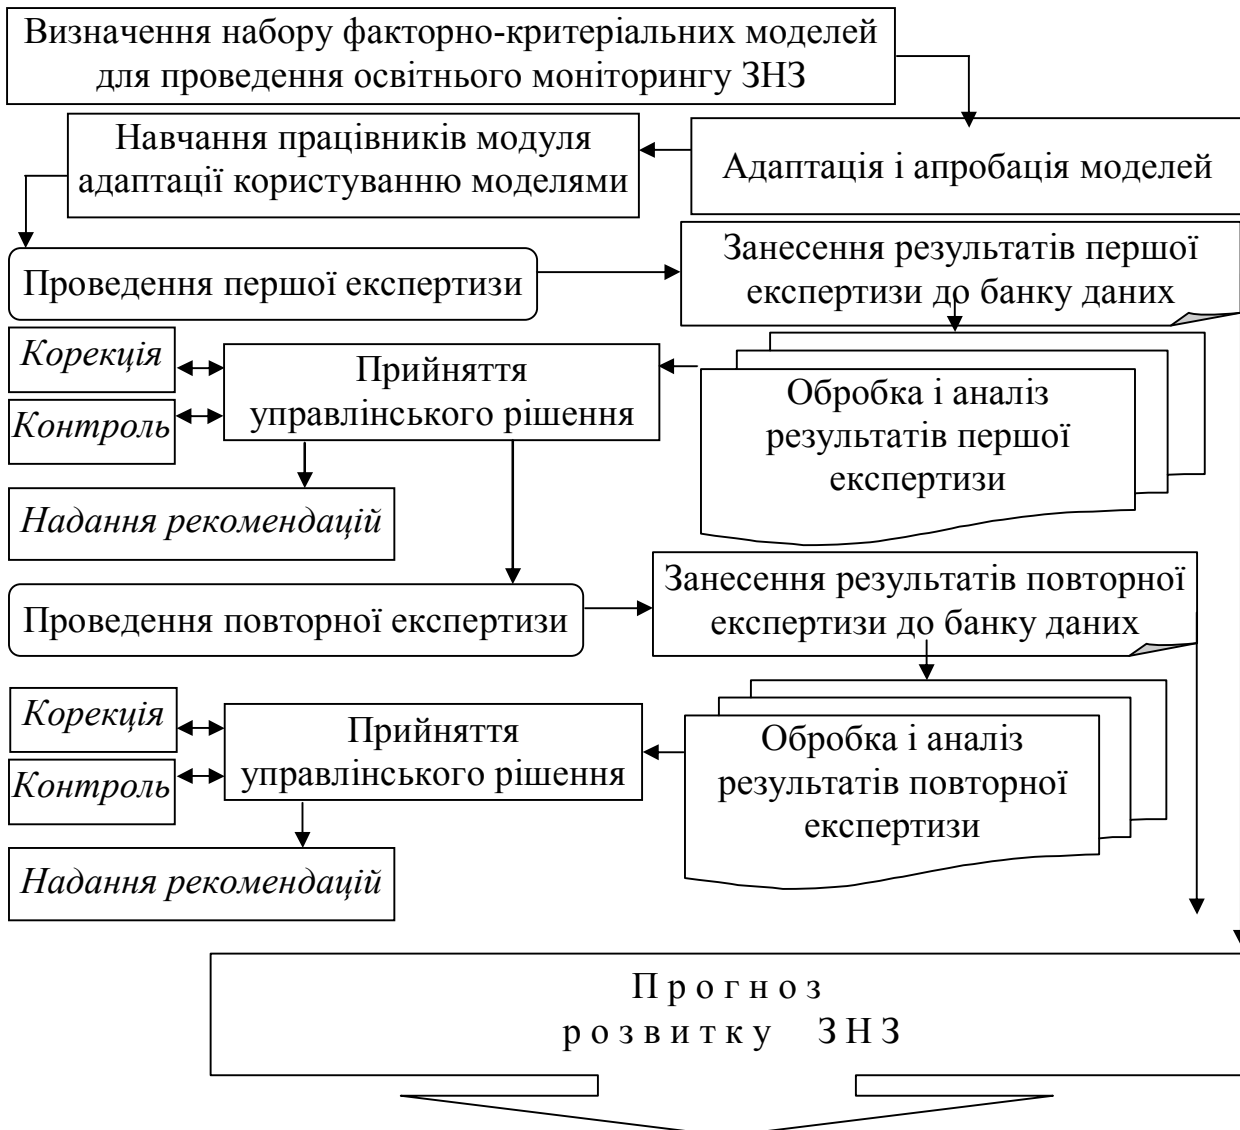 Визначення набору факторно-критеріальних моделей
для проведення освітнього моніторингу ЗНЗ
Навчання працівників модуля
адаптації користуванню моделями
Адаптація і апробація моделей
Проведення першої експертизи
Занесення результатів першої
експертизи до банку даних
Корекція
Контроль
Прийняття
управлінського рішення
Обробка і аналіз
результатів першої
експертизи
Надання рекомендацій
Проведення повторної експертизи
Занесення результатів повторної
експертизи до банку даних
Корекція
Контроль
Прийняття
управлінського рішення
Обробка і аналіз
результатів повторної
експертизи
Надання рекомендацій
Прогноз
розвитку ЗНЗ